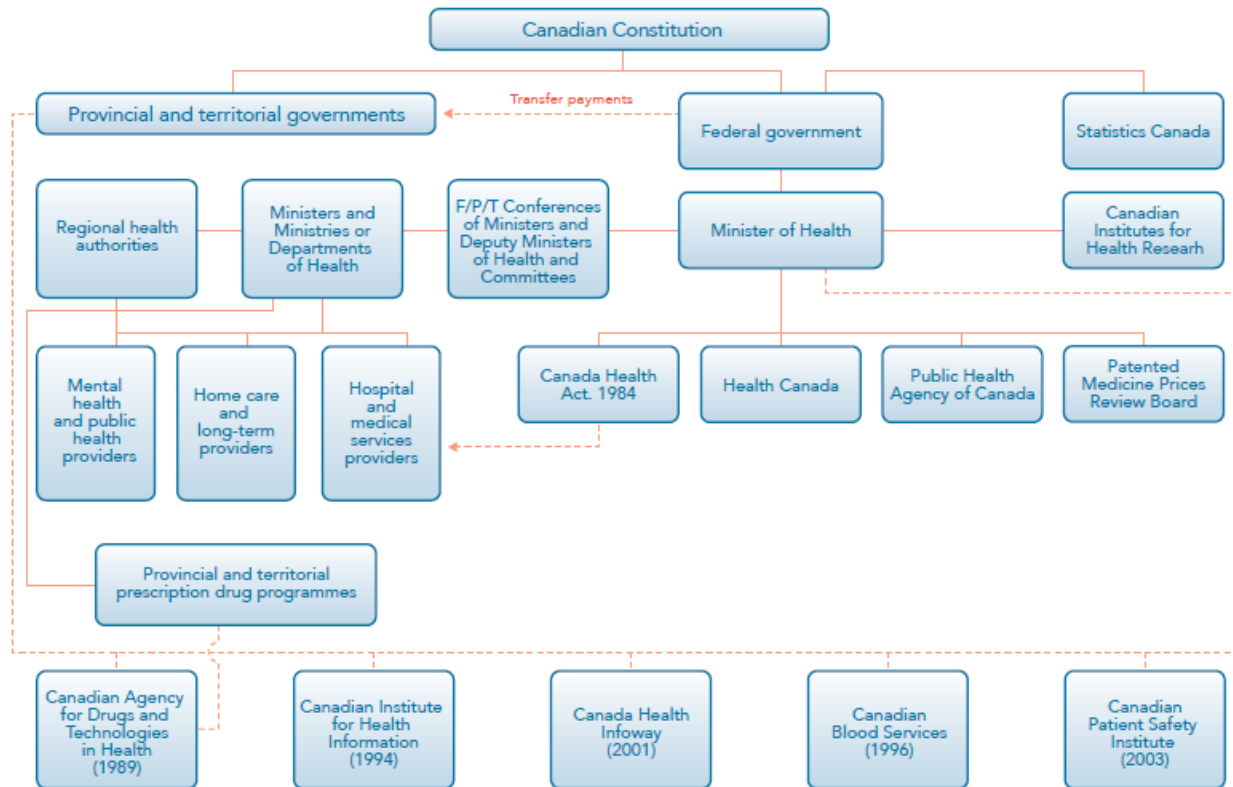 Canadian Constitution
Transfer payments
Provincial and territorial governments
Federal government
Statistics Canada
Regional health
authorities
Ministers and
Ministries or
Departments
of Health
F/P/T Conferences
of Ministers and
Deputy Ministers
of Health and
Committees
Minister of Health
Canadian
Institutes for
Health Researh
Mental
health
and public
health
providers
Home care
and
long-term
providers
Hospital
and
medical
services
providers
Canada Health
Act. 1984
Health Canada
Public Health
Agency of Canada
Patented
Medicine Prices
Review Board
Provincial and territorial
prescription drug programmes
Canadian Agency
for Drugs and
Technologies
in Health
(1989)
Canadian Institute
for Health
Information
(1994)
Canada Health
Infoway
(2001)
Canadian
Blood Services
(1996)
Canadian
Patient Safety
Institute
(2003)